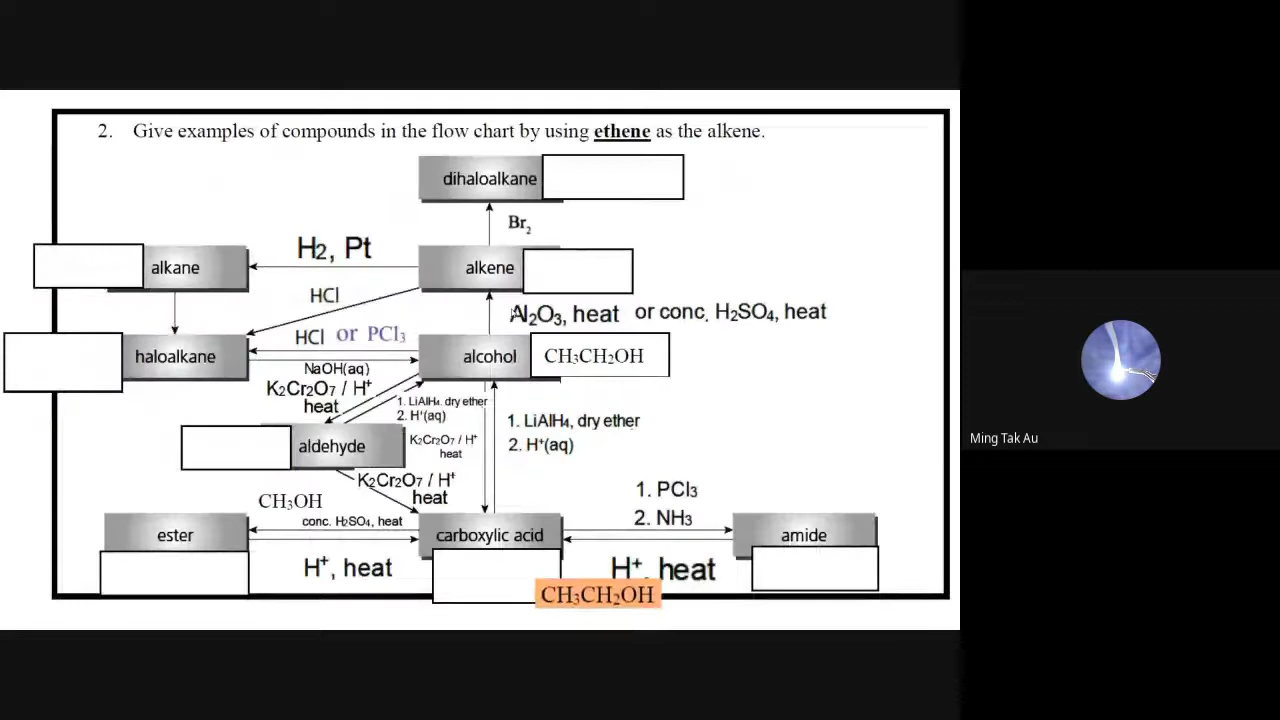 2. Give examples of compounds in the flow chart by using ethene as the alkene.
dihaloalkane
Br₂
H₂, Pt
alkane
alkene
HCl
Al₂O₃, heat or conc. H₂SO₄, heat
HCl or PCl₃
haloalkane
alcohol
CH₃CH₂OH
NaOH(aq)
K₂Cr₂O₇ / H⁺
heat
1. LiAlH₄, dry ether
2. H⁺(aq)
1. LiAlH₄, dry ether
2. H⁺(aq)
aldehyde
K₂Cr₂O₇ / H⁺
heat
K₂Cr₂O₇ / H⁺
heat
Ming Tak Au
CH₃OH
conc. H₂SO₄, heat
1. PCl₃
2. NH₃
ester
carboxylic acid
amide
H⁺, heat
H⁺, heat
CH₃CH₂OH